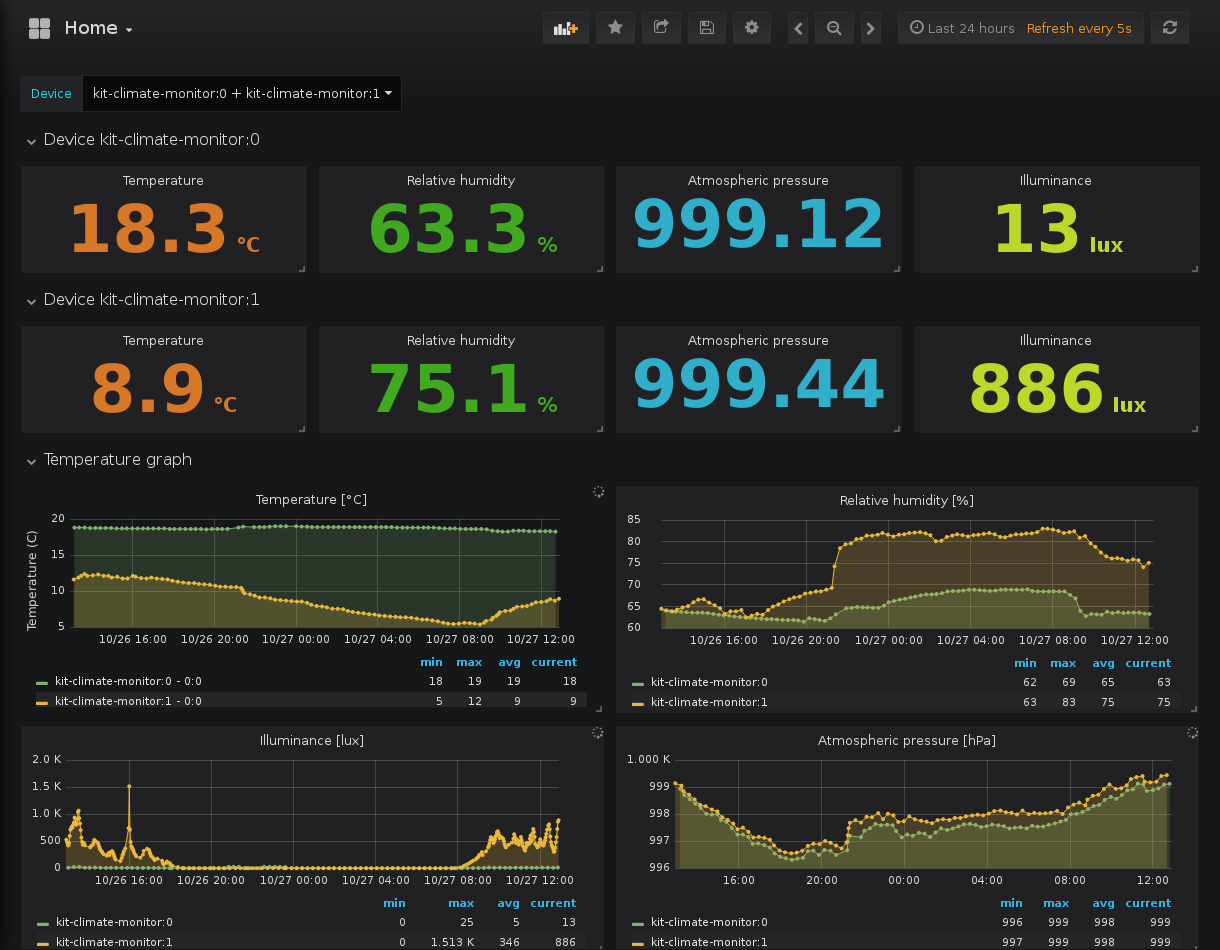 Home
Last 24 hours Refresh every 5s
Device kit-climate-monitor:0 + kit-climate-monitor:1
Device kit-climate-monitor:0
Temperature Relative humidity Atmospheric pressure Illuminance
18.3 °C 63.3 % 999.12 13 lux
Device kit-climate-monitor:1
Temperature Relative humidity Atmospheric pressure Illuminance
8.9 °C 75.1 % 999.44 886 lux
Temperature graph
Temperature [°C]
Temperature (C)
20
15
10
5
10/26 16:00 10/26 20:00 10/27 00:00 10/27 04:00 10/27 08:00 10/27 12:00
min max avg current
kit-climate-monitor:0 - 0:0 18 19 19 18
kit-climate-monitor:1 - 0:0 5 12 9 9
Relative humidity [%]
85
80
75
70
65
60
10/26 16:00 10/26 20:00 10/27 00:00 10/27 04:00 10/27 08:00 10/27 12:00
min max avg current
kit-climate-monitor:0 62 69 65 63
kit-climate-monitor:1 63 83 75 75
Illuminance [lux]
2.0 K
1.5 K
1.0 K
500
0
10/26 16:00 10/26 20:00 10/27 00:00 10/27 04:00 10/27 08:00 10/27 12:00
min max avg current
kit-climate-monitor:0 0 25 5 13
kit-climate-monitor:1 0 1.513 K 346 886
Atmospheric pressure [hPa]
1.000 K
999
998
997
996
16:00 20:00 00:00 04:00 08:00 12:00
min max avg current
kit-climate-monitor:0 996 999 998 999
kit-climate-monitor:1 997 999 998 999